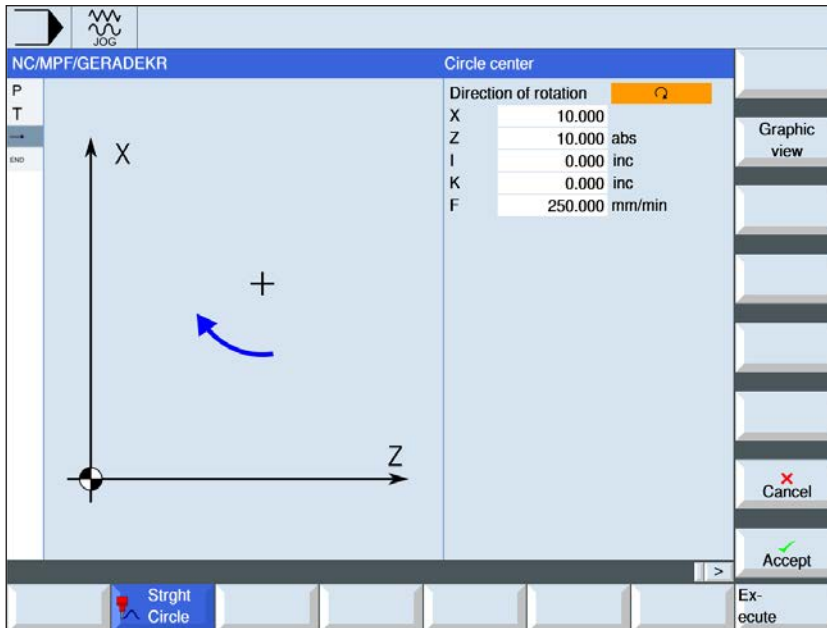 JOG
NC/MPF/GERADEKR
Circle center
P
T
END
X
Z
Direction of rotation
X 10.000
Z 10.000 abs
I 0.000 inc
K 0.000 inc
F 250.000 mm/min
Graphic
view
Cancel
Accept
>
Strght
Circle
Ex-
ecute